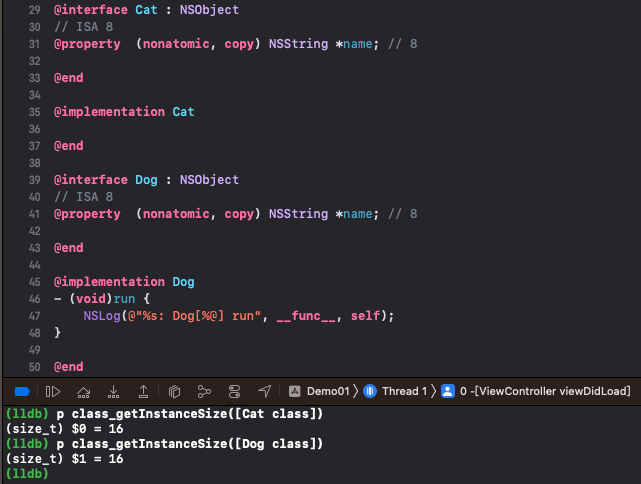 29 @interface Cat : NSObject
30 // ISA 8
31 @property  (nonatomic, copy) NSString *name; // 8
32
33 @end
34
35 @implementation Cat
36
37 @end
38
39 @interface Dog : NSObject
40 // ISA 8
41 @property  (nonatomic, copy) NSString *name; // 8
42
43 @end
44
45 @implementation Dog
46 - (void)run {
47     NSLog(@"%s: Dog[%@] run", __func__, self);
48 }
49
50 @end
Demo01 〉 Thread 1 〉 0 -[ViewController viewDidLoad]
(lldb) p class_getInstanceSize([Cat class])
(size_t) $0 = 16
(lldb) p class_getInstanceSize([Dog class])
(size_t) $1 = 16
(lldb)